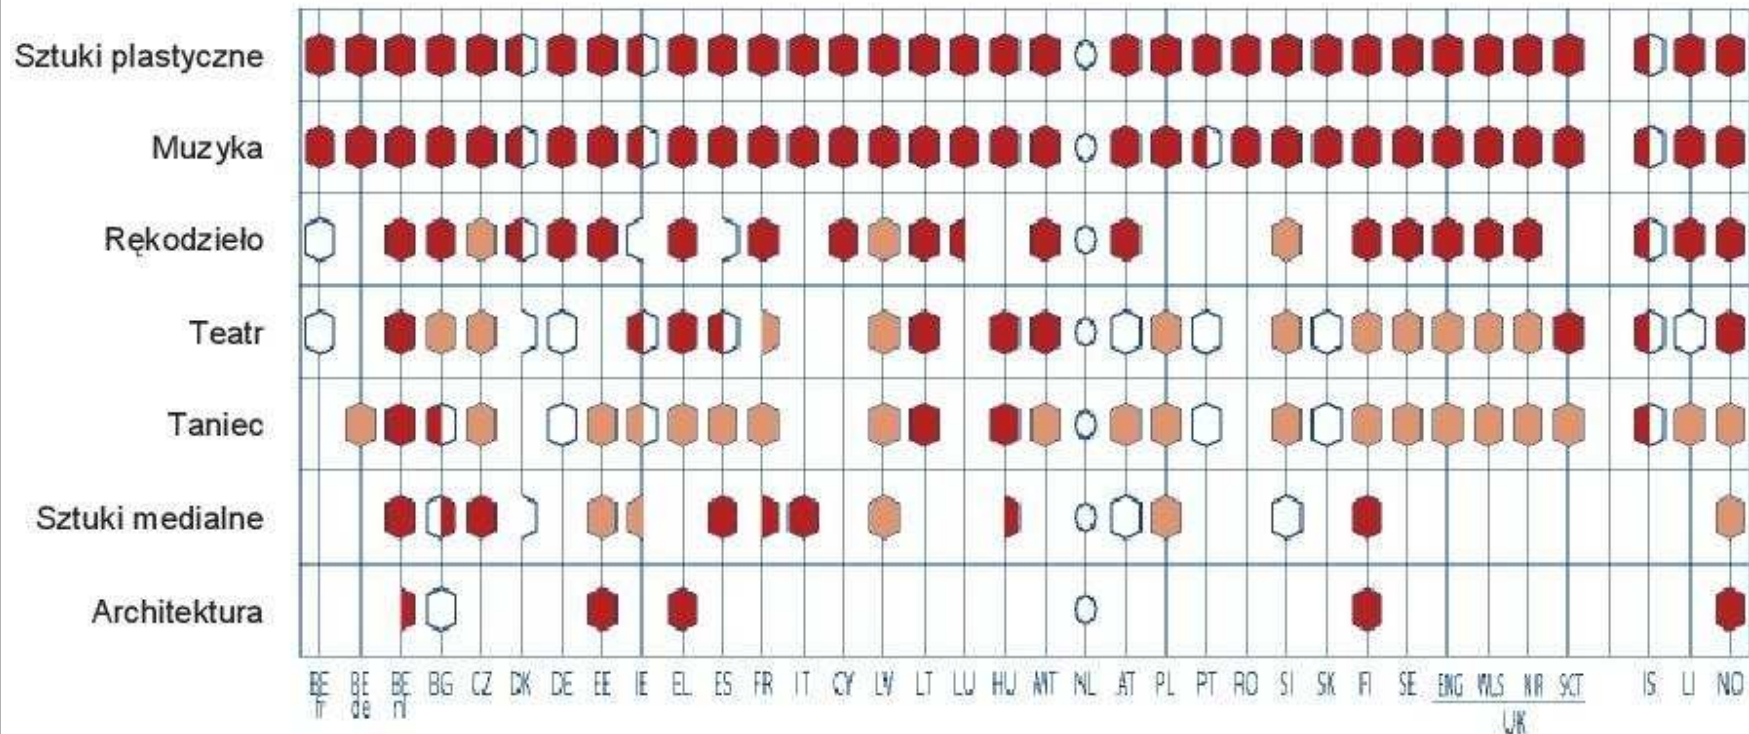 Sztuki plastyczne
Muzyka
Rękodzieło
Teatr
Taniec
Sztuki medialne
Architektura
BE BE BE BG CZ DK DE EE IE EL ES FR IT CY LV LT LU HU MT NL AT PL PT RO SI SK FI SE ENG WLS NIR SCT IS LI NO
fr de nl
UK